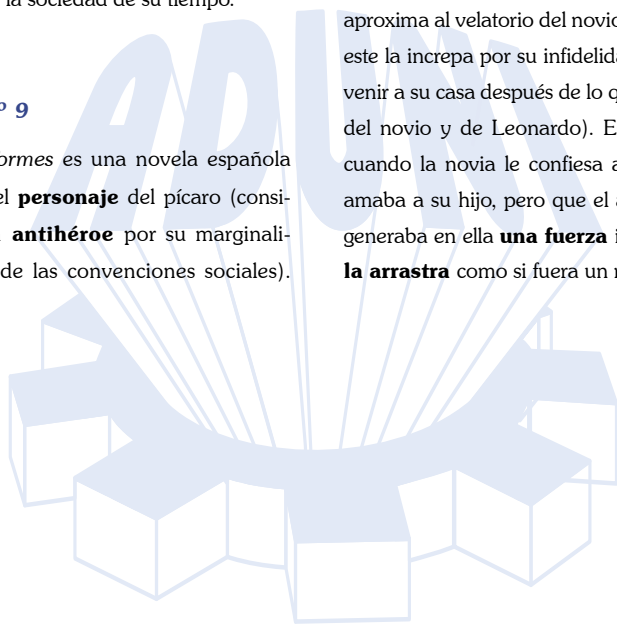 la sociedad de su tiempo.
º 9
ormes es una novela española
el personaje del pícaro (consi-
antihéroe por su marginali-
de las convenciones sociales).
aproxima al velatorio del novio
este la increpa por su infidelida
venir a su casa después de lo q
del novio y de Leonardo). E
cuando la novia le confiesa a
amaba a su hijo, pero que el a
generaba en ella una fuerza i
la arrastra como si fuera un r
ADUNI